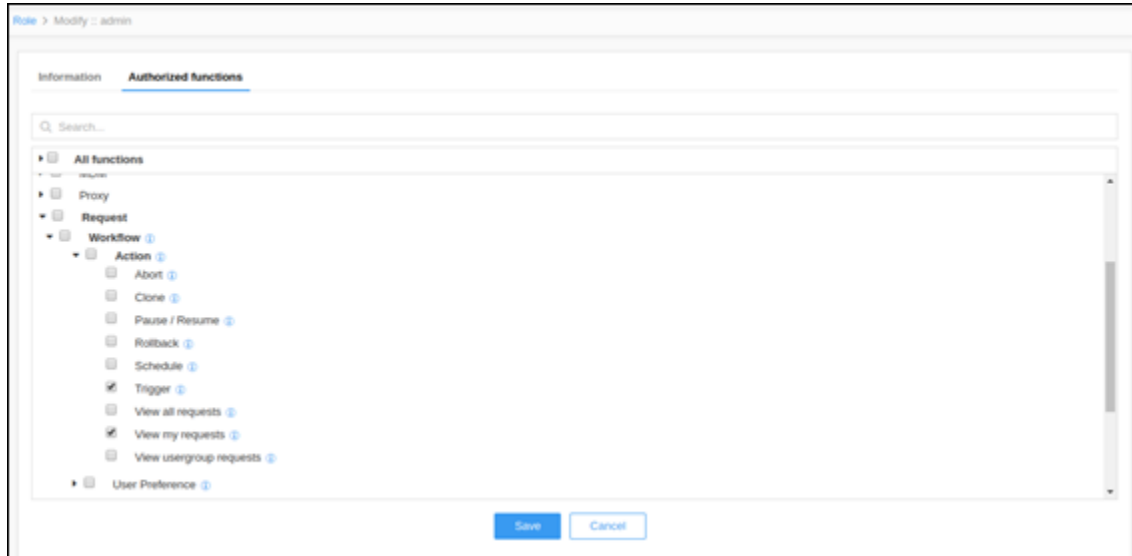 Role > Modify :: admin
Information Authorized functions
Search...
All functions
MDM
Proxy
Request
Workflow
Action
Abort
Clone
Pause / Resume
Rollback
Schedule
Trigger
View all requests
View my requests
View usergroup requests
User Preference
Save Cancel